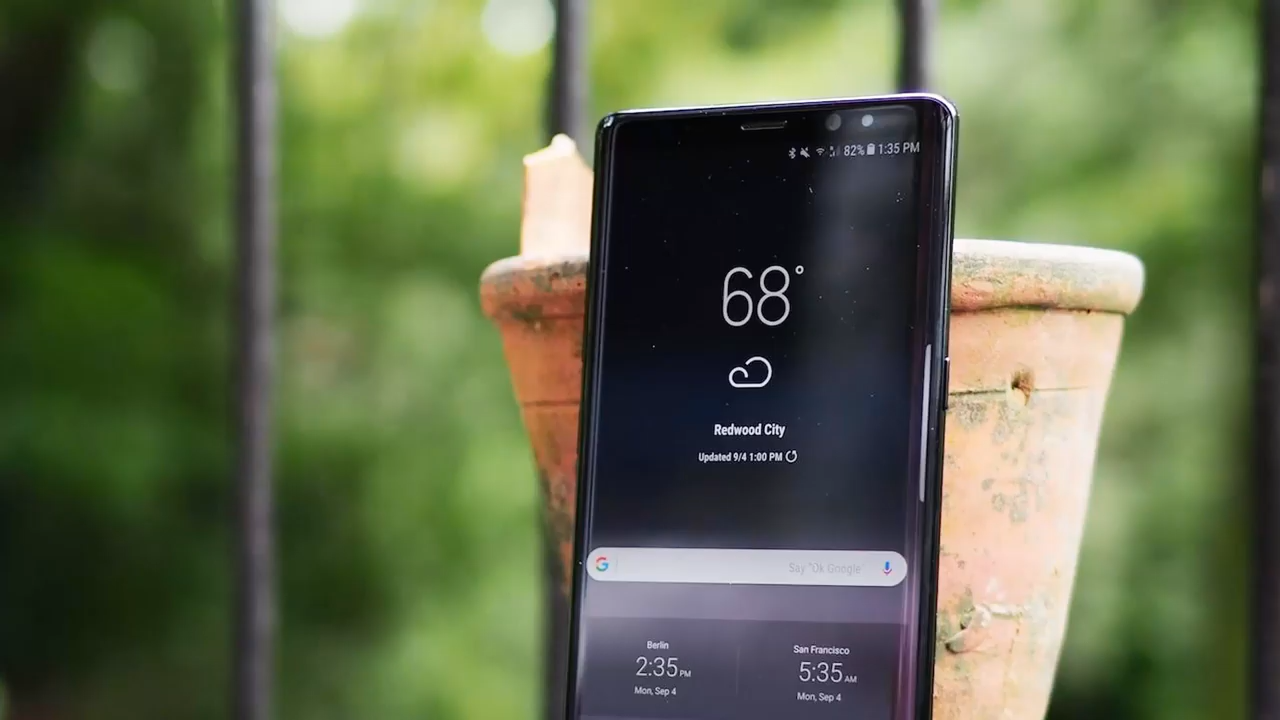 82% 1:35 PM
68°
Redwood City
Updated 9/4 1:00 PM
Say "Ok Google"
Berlin
2:35 PM
Mon, Sep 4
San Francisco
5:35 AM
Mon, Sep 4